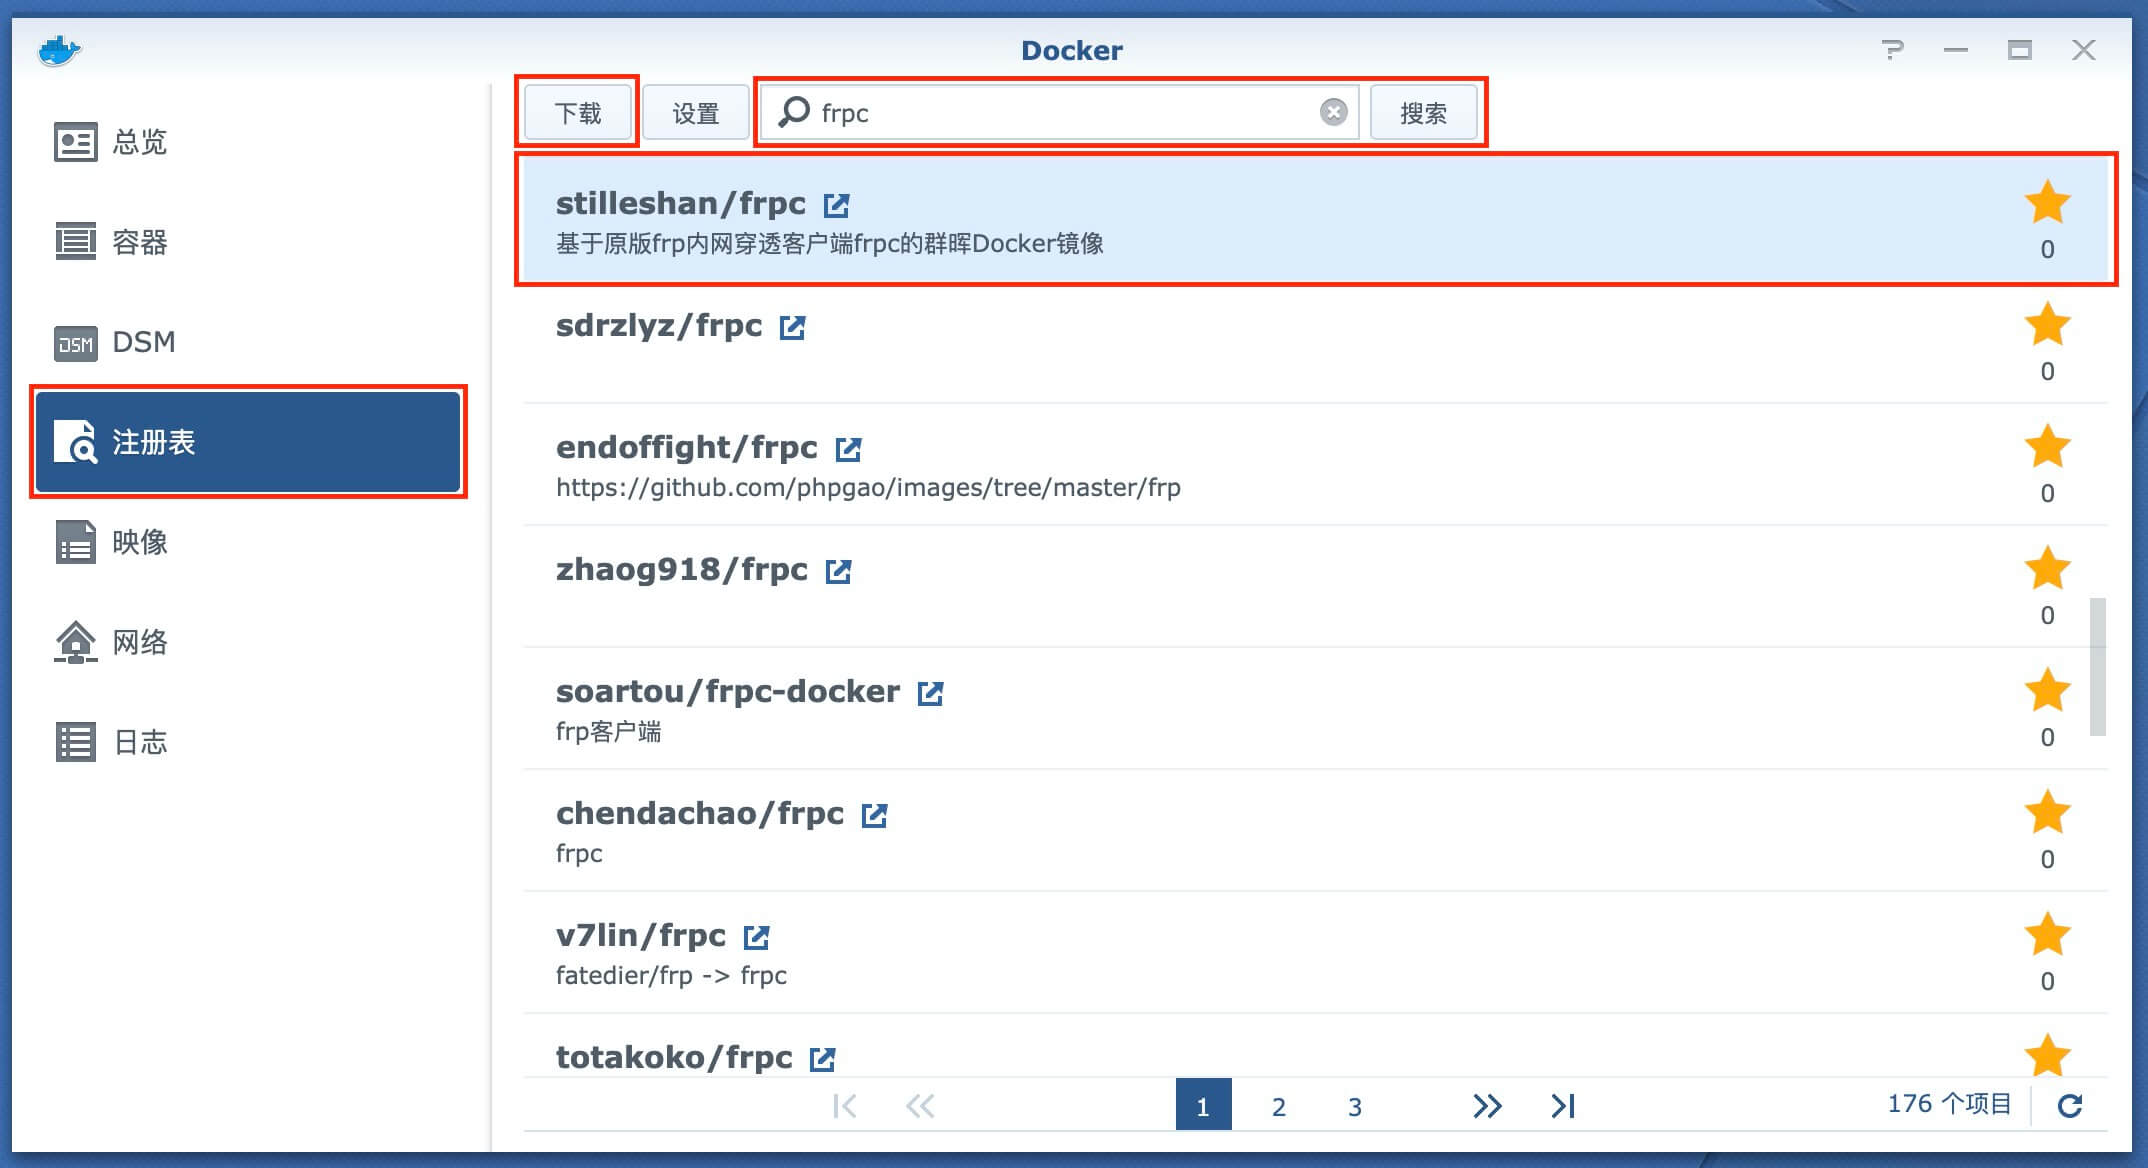 Docker
总览
容器
DSM
DSM
注册表
映像
网络
日志
下载
设置
frpc
搜索
stilleshan/frpc
基于原版frp内网穿透客户端frpc的群晖Docker镜像
0
sdrzlyz/frpc
0
endoffight/frpc
https://github.com/phpgao/images/tree/master/frp
0
zhaog918/frpc
0
soartou/frpc-docker
frp客户端
0
chendachao/frpc
frpc
0
v7lin/frpc
fatedier/frp -> frpc
0
totakoko/frpc
1 2 3
176 个项目